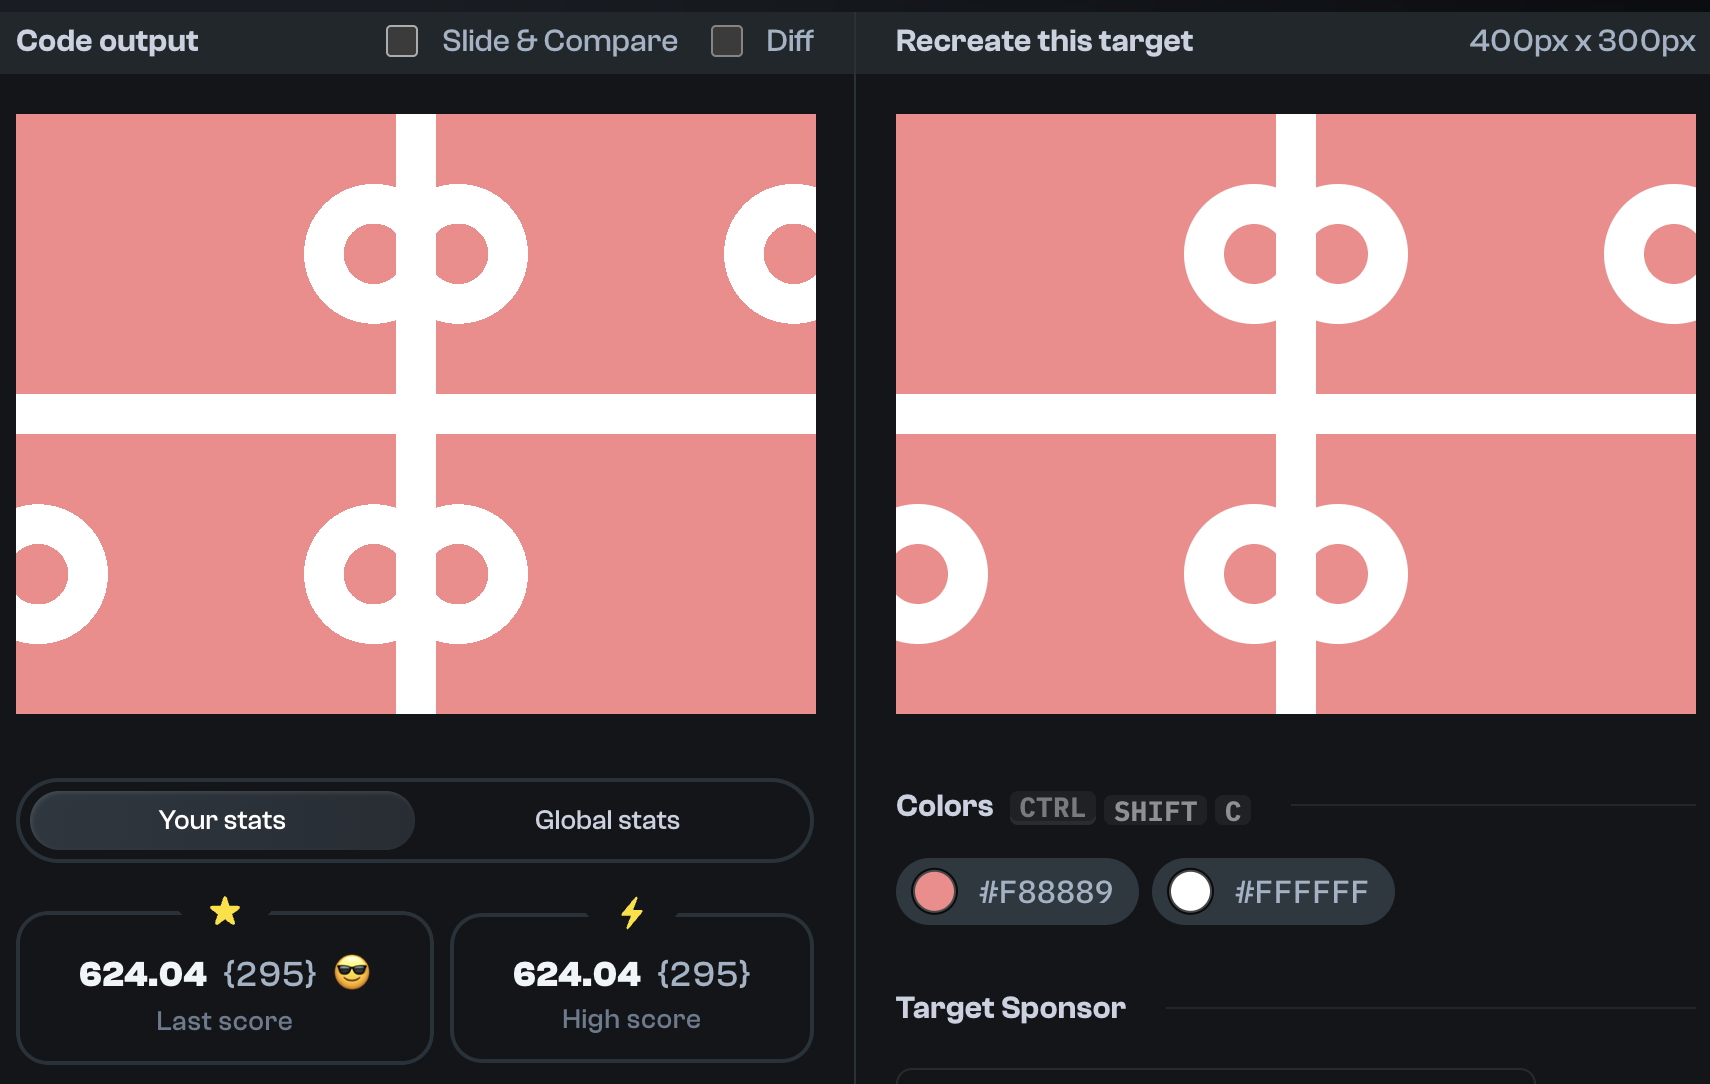 Code output
Slide & Compare
Diff
Recreate this target
400px x 300px
Your stats
Global stats
624.04 {295}
Last score
624.04 {295}
High score
Colors CTRL SHIFT C
#F88889
#FFFFFF
Target Sponsor